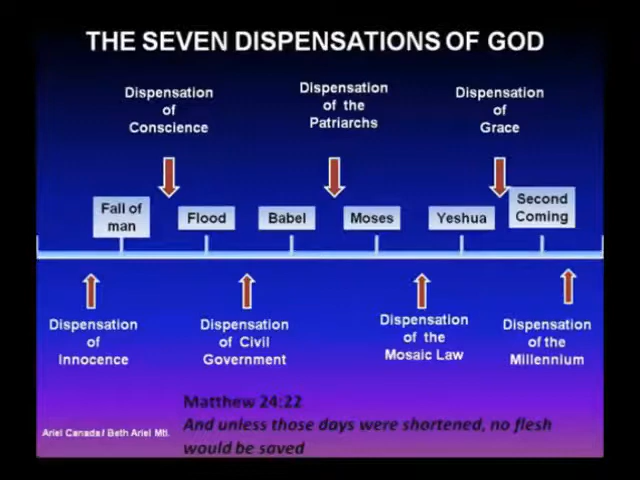 THE SEVEN DISPENSATIONS OF GOD
Dispensation
of
Conscience
Dispensation
of the
Patriarchs
Dispensation
of
Grace
Fall of
man
Flood
Babel
Moses
Yeshua
Second
Coming
Dispensation
of
Innocence
Dispensation
of Civil
Government
Dispensation
of the
Mosaic Law
Dispensation
of the
Millennium
Matthew 24:22
And unless those days were shortened, no flesh
would be saved
Ariel Canada/ Beth Ariel Mtl.